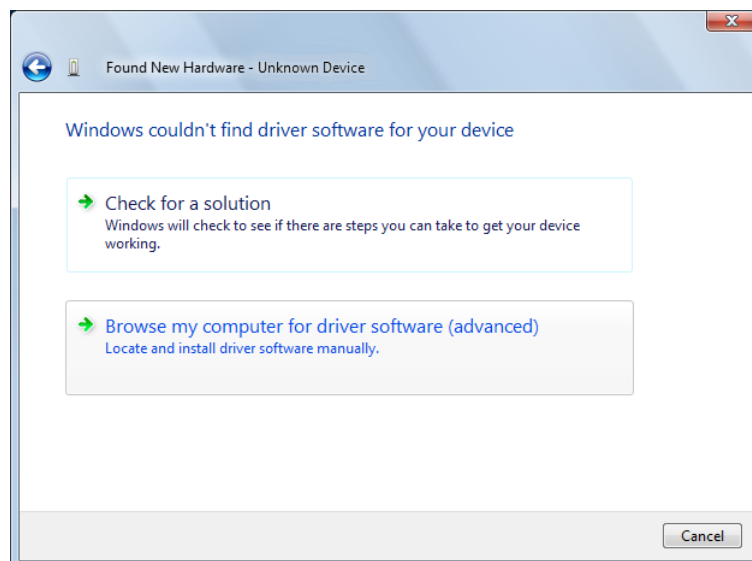 Found New Hardware - Unknown Device
Windows couldn't find driver software for your device
Check for a solution
Windows will check to see if there are steps you can take to get your device
working.
Browse my computer for driver software (advanced)
Locate and install driver software manually.
Cancel